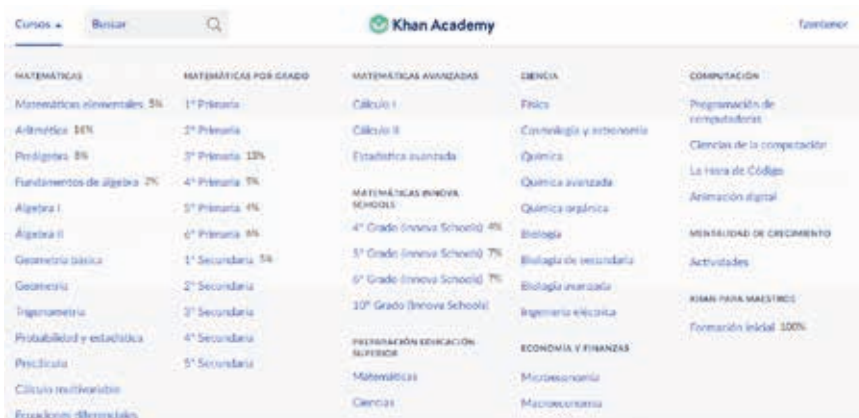 Cursos
Buscar
Khan Academy
MATEMÁTICAS
Matemáticas elementales 5%
Aritmética 16%
Preálgebra 8%
Fundamentos de álgebra 2%
Álgebra I
Álgebra II
Geometría básica
Geometría
Trigonometría
Probabilidad y estadística
Precálculo
Cálculo multivariable
Ecuaciones diferenciales
MATEMÁTICAS POR GRADO
1° Primaria
2° Primaria
3° Primaria 13%
4° Primaria 9%
5° Primaria 4%
6° Primaria 6%
1° Secundaria 5%
2° Secundaria
3° Secundaria
4° Secundaria
5° Secundaria
MATEMÁTICAS AVANZADAS
Cálculo I
Cálculo II
Estadística avanzada
MATEMÁTICAS INNOVA
SCHOOLS
4° Grado (Innova Schools) 4%
5° Grado (Innova Schools) 7%
6° Grado (Innova Schools) 7%
10° Grado (Innova Schools)
PREPARACIÓN EDUCACIÓN
SUPERIOR
Matemáticas
Ciencias
CIENCIA
Física
Cosmología y astronomía
Química
Química avanzada
Química orgánica
Biología
Biología de secundaria
Biología avanzada
Ingeniería eléctrica
ECONOMÍA Y FINANZAS
Microeconomía
Macroeconomía
COMPUTACIÓN
Programación de
computadoras
Ciencias de la computación
La Hora de Código
Animación digital
MENTALIDAD DE CRECIMIENTO
Actividades
KHAN PARA MAESTROS
Formación inicial 100%